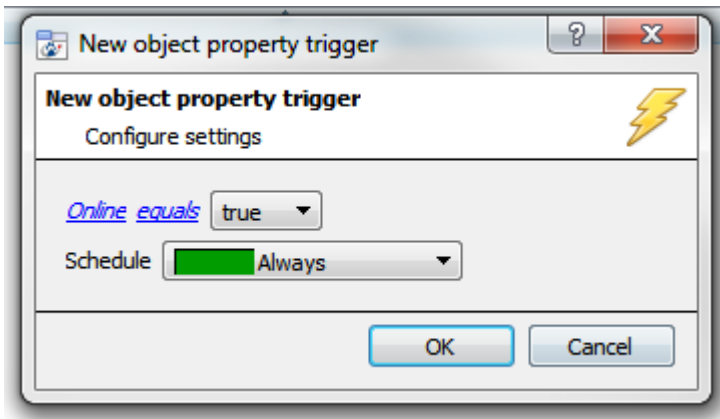 New object property trigger
New object property trigger
Configure settings
Online equals true
Schedule Always
OK Cancel